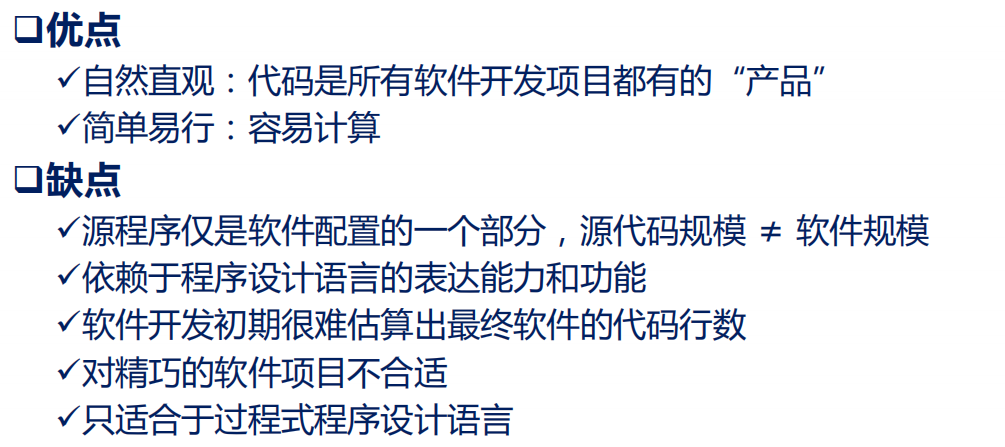 ❑优点
✓自然直观：代码是所有软件开发项目都有的“产品”
✓简单易行：容易计算
❑缺点
✓源程序仅是软件配置的一个部分，源代码规模 ≠ 软件规模
✓依赖于程序设计语言的表达能力和功能
✓软件开发初期很难估算出最终软件的代码行数
✓对精巧的软件项目不合适
✓只适合于过程式程序设计语言